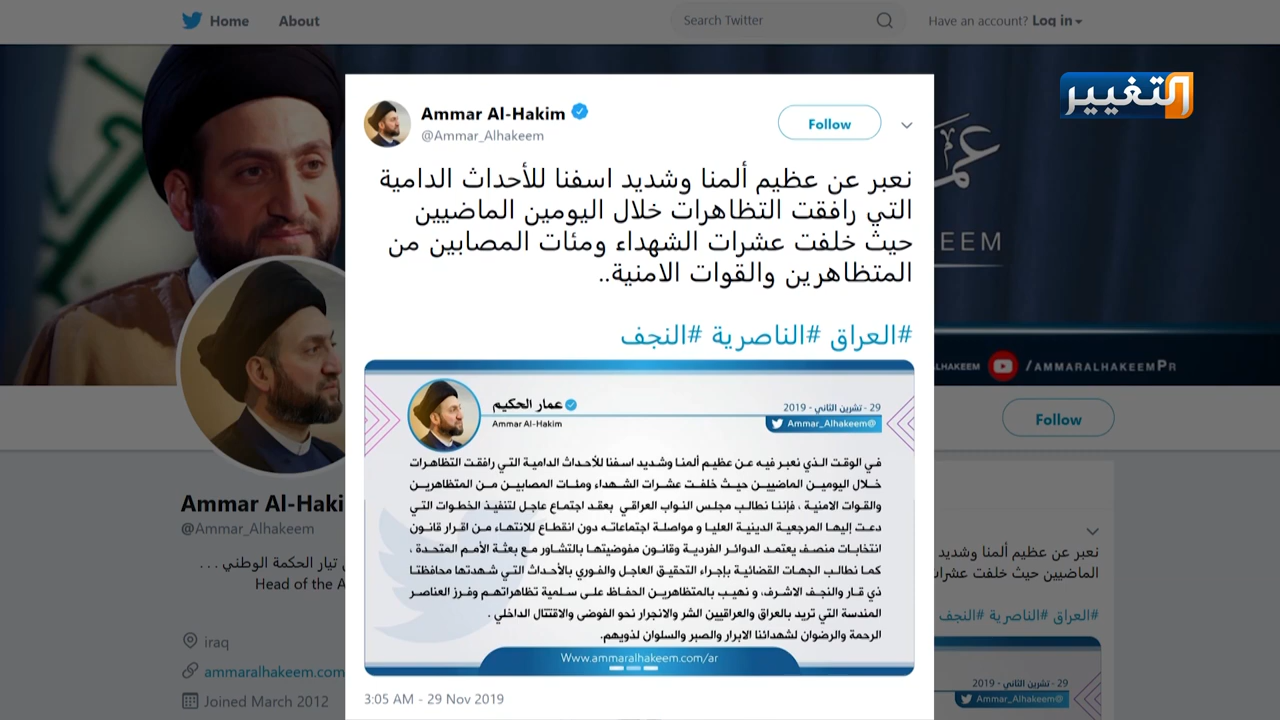 Home
About
Search Twitter
Have an account? Log in
التغيير
Ammar Al-Hakim
@Ammar_Alhakeem
Follow
نعبر عن عظيم ألمنا وشديد اسفنا للأحداث الدامية
التي رافقت التظاهرات خلال اليومين الماضيين
حيث خلفت عشرات الشهداء ومئات المصابين من
المتظاهرين والقوات الامنية..
#العراق #الناصرية #النجف
عمار الحكيم
Ammar Al-Hakim
29 - تشرين الثاني - 2019
Ammar_Alhakeem@
في الوقت الذي نعبر فيه عن عظيم ألمنا وشديد اسفنا للأحداث الدامية التي رافقت التظاهرات
خلال اليومين الماضيين حيث خلفت عشرات الشهداء ومئات المصابين من المتظاهرين
والقوات الامنية ، فإننا نطالب مجلس النواب العراقي بعقد اجتماع عاجل لتنفيذ الخطوات التي
دعت إليها المرجعية الدينية العليا و مواصلة اجتماعاته دون انقطاع للانتهاء من اقرار قانون
انتخابات منصف يعتمد الدوائر الفردية وقانون مفوضيتها بالتشاور مع بعثة الأمم المتحدة ،
كما نطالب الجهات القضائية بإجراء التحقيق العاجل والفوري بالأحداث التي شهدتها محافظتا
ذي قار والنجف الاشرف، و نهيب بالمتظاهرين الحفاظ على سلمية تظاهراتهم وفرز العناصر
المندسة التي تريد بالعراق والعراقيين الشر والانجرار نحو الفوضى والاقتتال الداخلي .
الرحمة والرضوان لشهدائنا الابرار والصبر والسلوان لذويهم.
Www.ammaralhakeem.com/ar
3:05 AM - 29 Nov 2019
EEM
LHAKEEM
/AMMARALHAKEEMPR
Follow
Ammar Al-Haki
@Ammar_Alhakeem
تيار الحكمة الوطني . . .
Head of the A
iraq
ammaralhakeem.com
Joined March 2012
نعبر عن عظيم ألمنا وشديد
الماضيين حيث خلفت عشرات
#العراق #الناصرية #النجف
29 - تشرين الثاني - 2019
Ammar_Alhakeem@